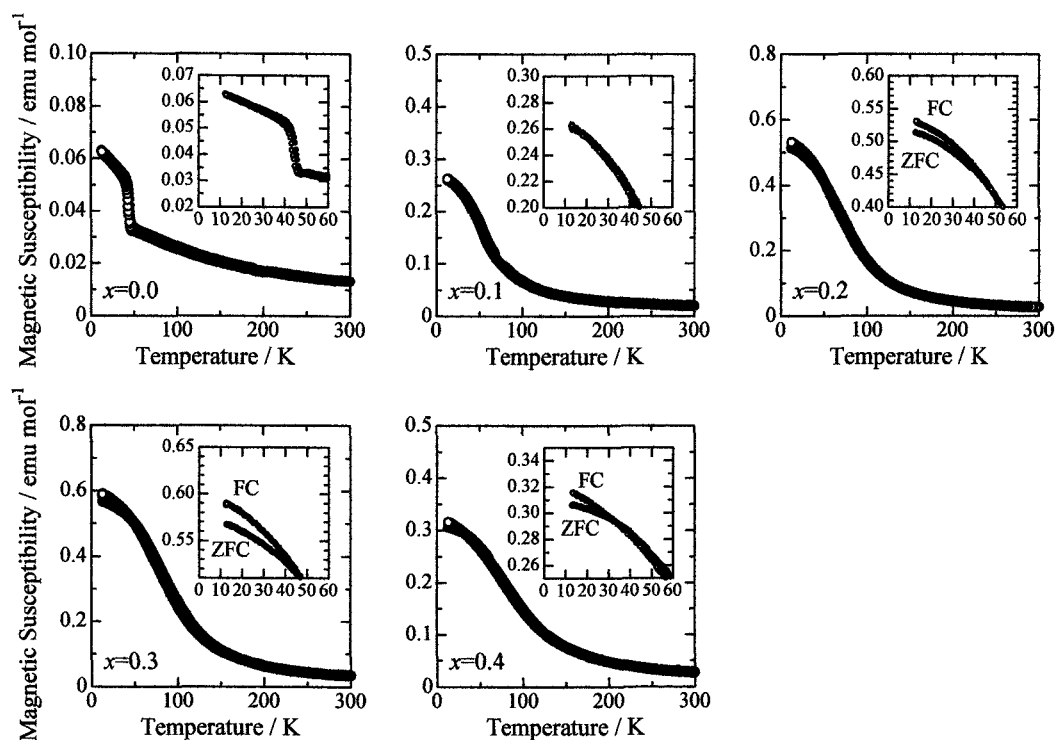 Magnetic Susceptibility / emu mol⁻¹
0.10
0.08
0.06
0.04
0.02
0
0 100 200 300
Temperature / K
x=0.0
0.07
0.06
0.05
0.04
0.03
0.02
0 10 20 30 40 50 60
0.5
0.4
0.3
0.2
0.1
0
0 100 200 300
Temperature / K
x=0.1
0.30
0.28
0.26
0.24
0.22
0.20
0 10 20 30 40 50 60
0.8
0.6
0.4
0.2
0
0 100 200 300
Temperature / K
x=0.2
0.60
0.55
0.50
0.45
0.40
0 10 20 30 40 50 60
FC
ZFC
Magnetic Susceptibility / emu mol⁻¹
0.8
0.6
0.4
0.2
0
0 100 200 300
Temperature / K
x=0.3
0.65
0.60
0.55
0 10 20 30 40 50 60
FC
ZFC
0.5
0.4
0.3
0.2
0.1
0
0 100 200 300
Temperature / K
x=0.4
0.34
0.32
0.30
0.28
0.26
0 10 20 30 40 50 60
FC
ZFC